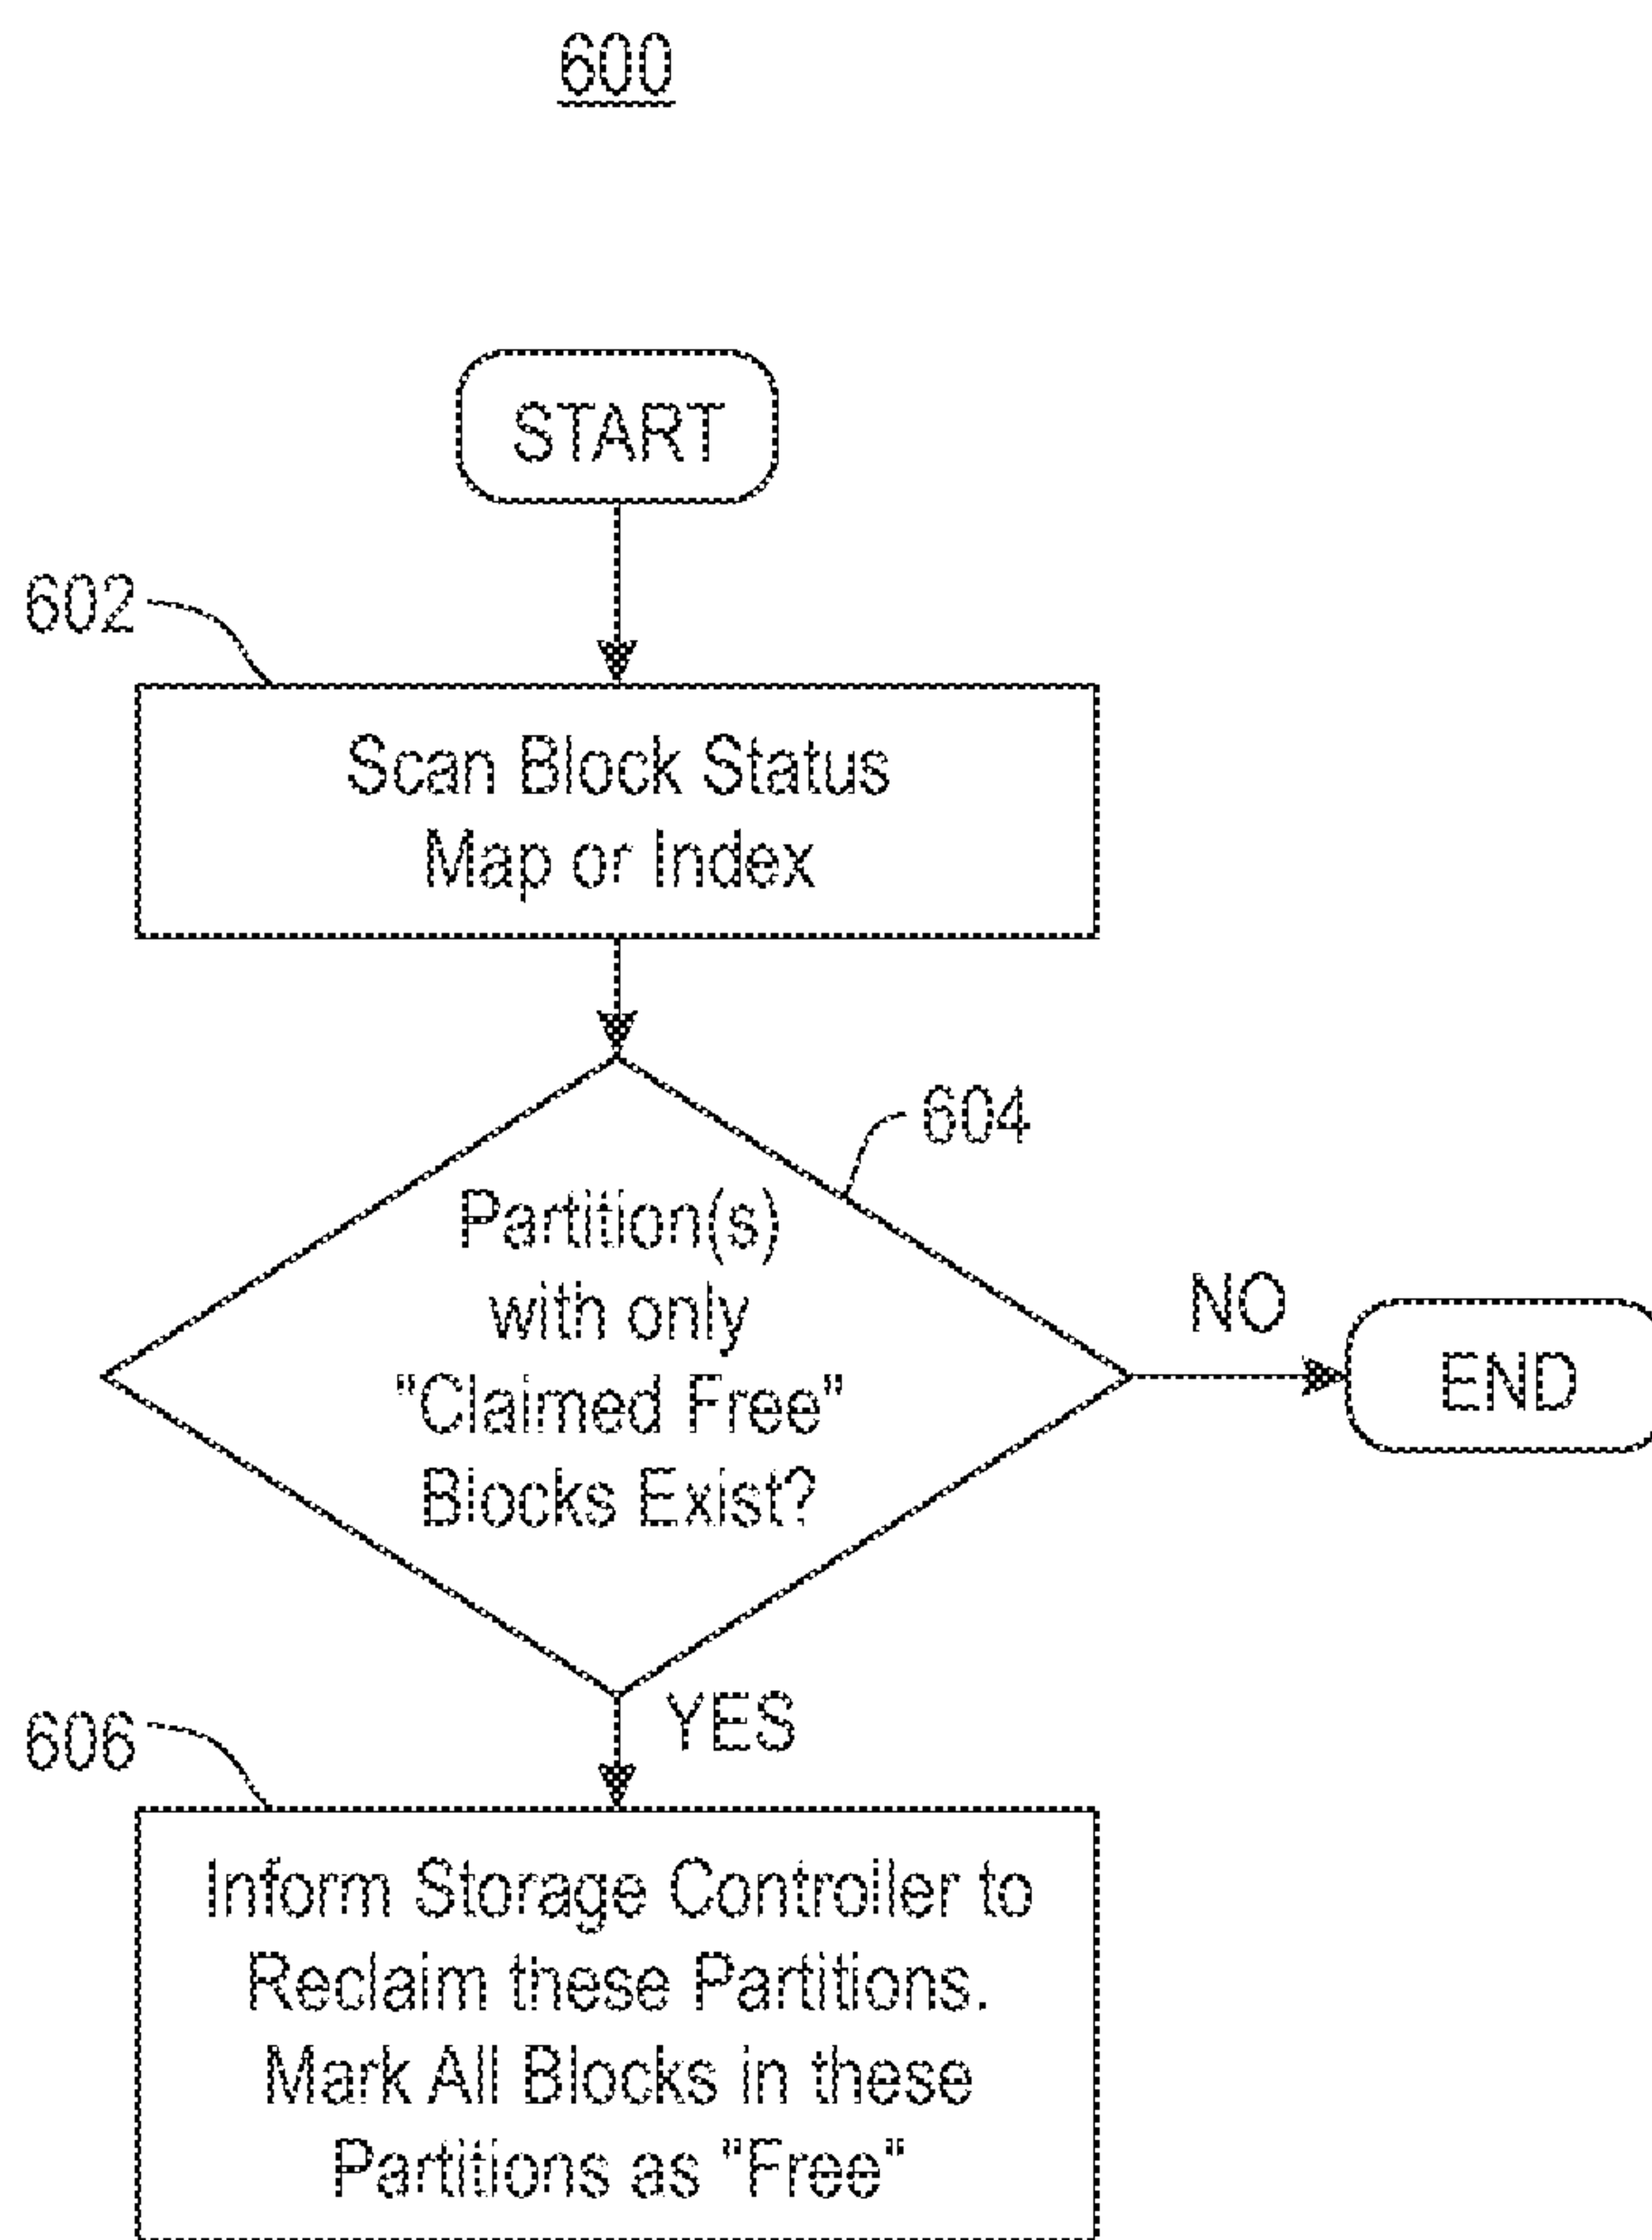 600
START
602
Scan Block Status
Map or Index
604
Partition(s)
with only
"Claimed Free"
Blocks Exist?
NO
END
YES
606
Inform Storage Controller to
Reclaim these Partitions.
Mark All Blocks in these
Partitions as "Free"